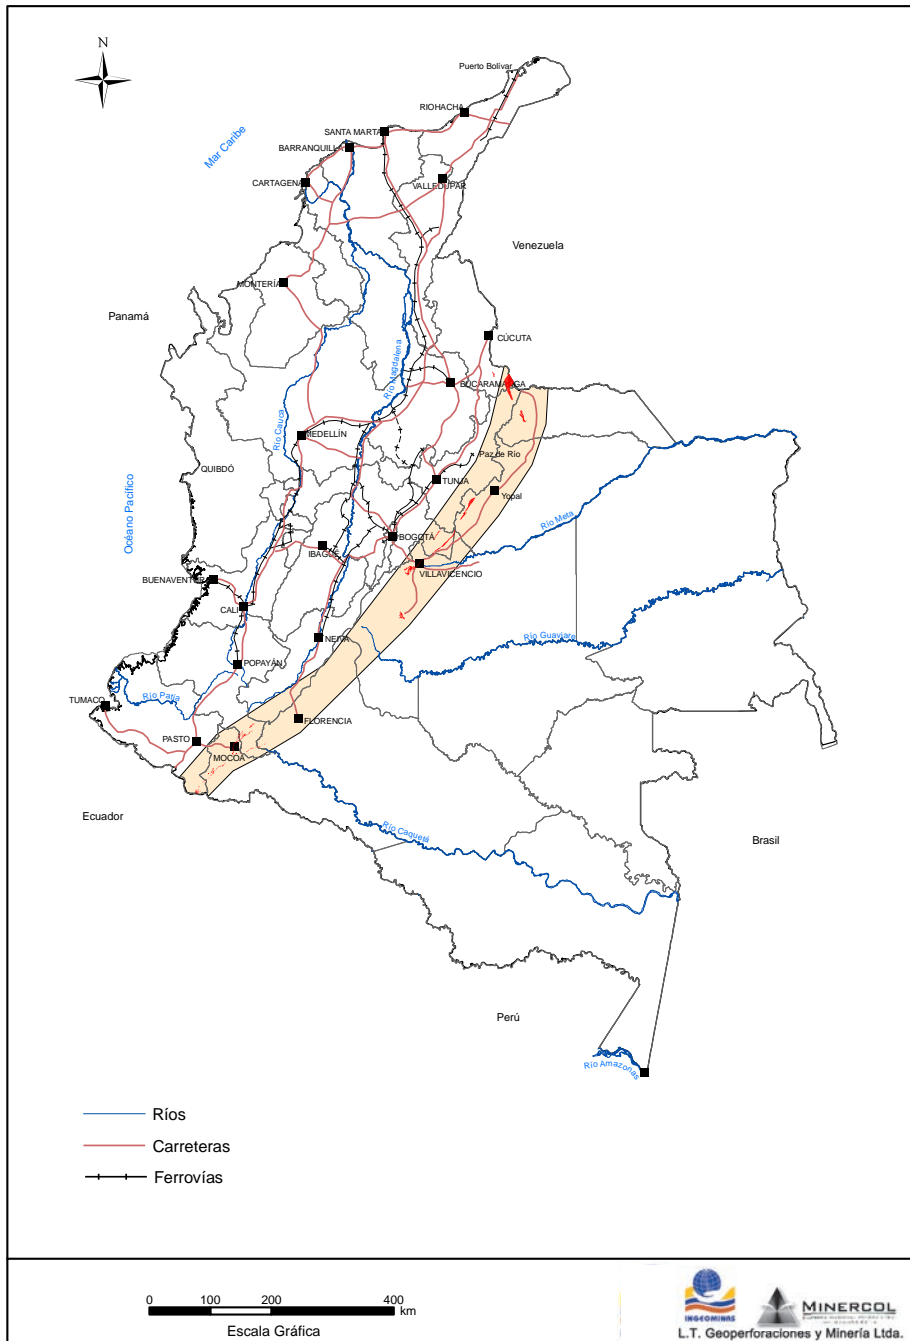 N
Puerto Bolívar
RIOHACHA
SANTA MARTA
BARRANQUILLA
Mar Caribe
CARTAGENA
VALLEDUPAR
Venezuela
MONTERÍA
Panamá
CÚCUTA
Río Magdalena
BUCARAMANGA
Río Cauca
MEDELLÍN
Paz de Río
QUIBDÓ
TUNJA
Yopal
Océano Pacífico
Río Meta
BOGOTÁ
IBAGUÉ
VILLAVICENCIO
BUENAVENTURA
CALI
NEIVA
Río Guaviare
POPAYÁN
Río Patía
TUMACO
FLORENCIA
PASTO
MOCOA
Ecuador
Río Caquetá
Brasil
Perú
Río Amazonas
Ríos
Carreteras
Ferrovías
0 100 200 400
km
Escala Gráfica
INGEOMINAS
MINERCOL
L.T. Geoperforaciones y Minería Ltda.